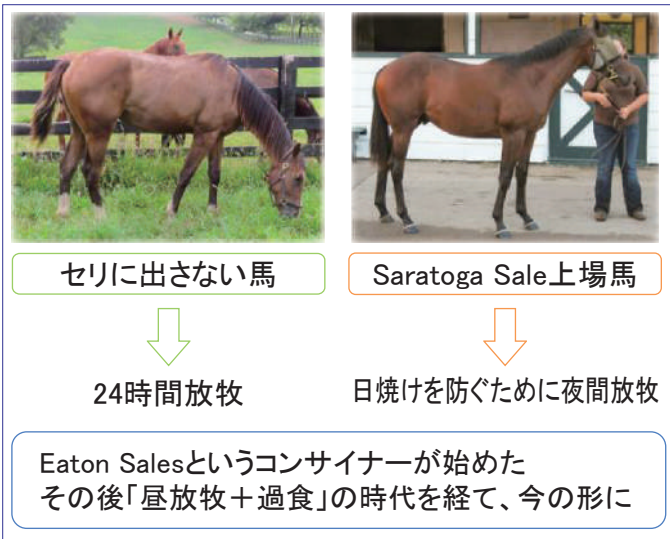 セリに出さない馬
Saratoga Sale上場馬
24時間放牧
日焼けを防ぐために夜間放牧
Eaton Salesというコンサイナーが始めた
その後「昼放牧＋過食」の時代を経て、今の形に